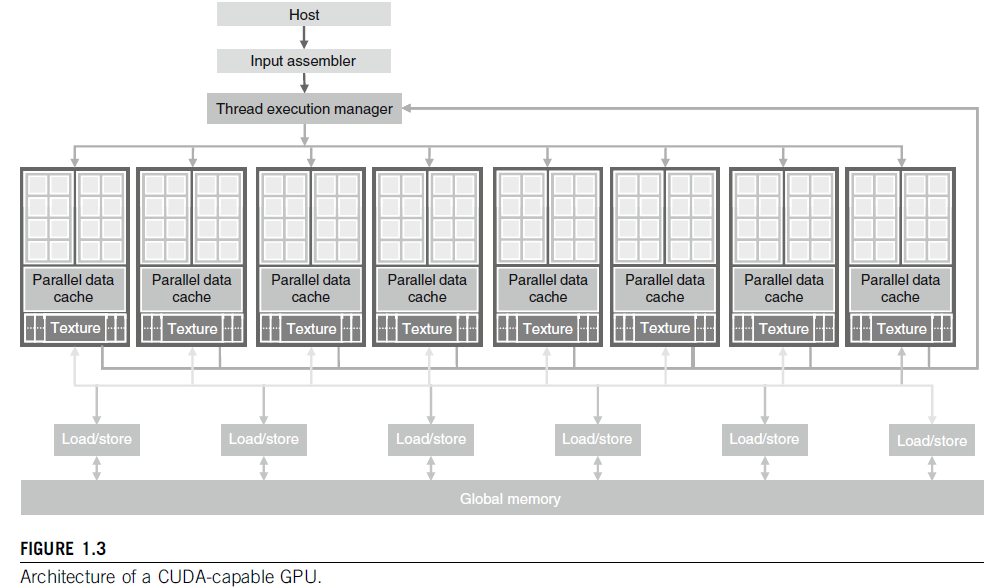 Host
Input assembler
Thread execution manager
Parallel data
cache
Parallel data
cache
Parallel data
cache
Parallel data
cache
Parallel data
cache
Parallel data
cache
Parallel data
cache
Parallel data
cache
Texture
Texture
Texture
Texture
Texture
Texture
Texture
Texture
Load/store
Load/store
Load/store
Load/store
Load/store
Load/store
Global memory
FIGURE 1.3
Architecture of a CUDA-capable GPU.